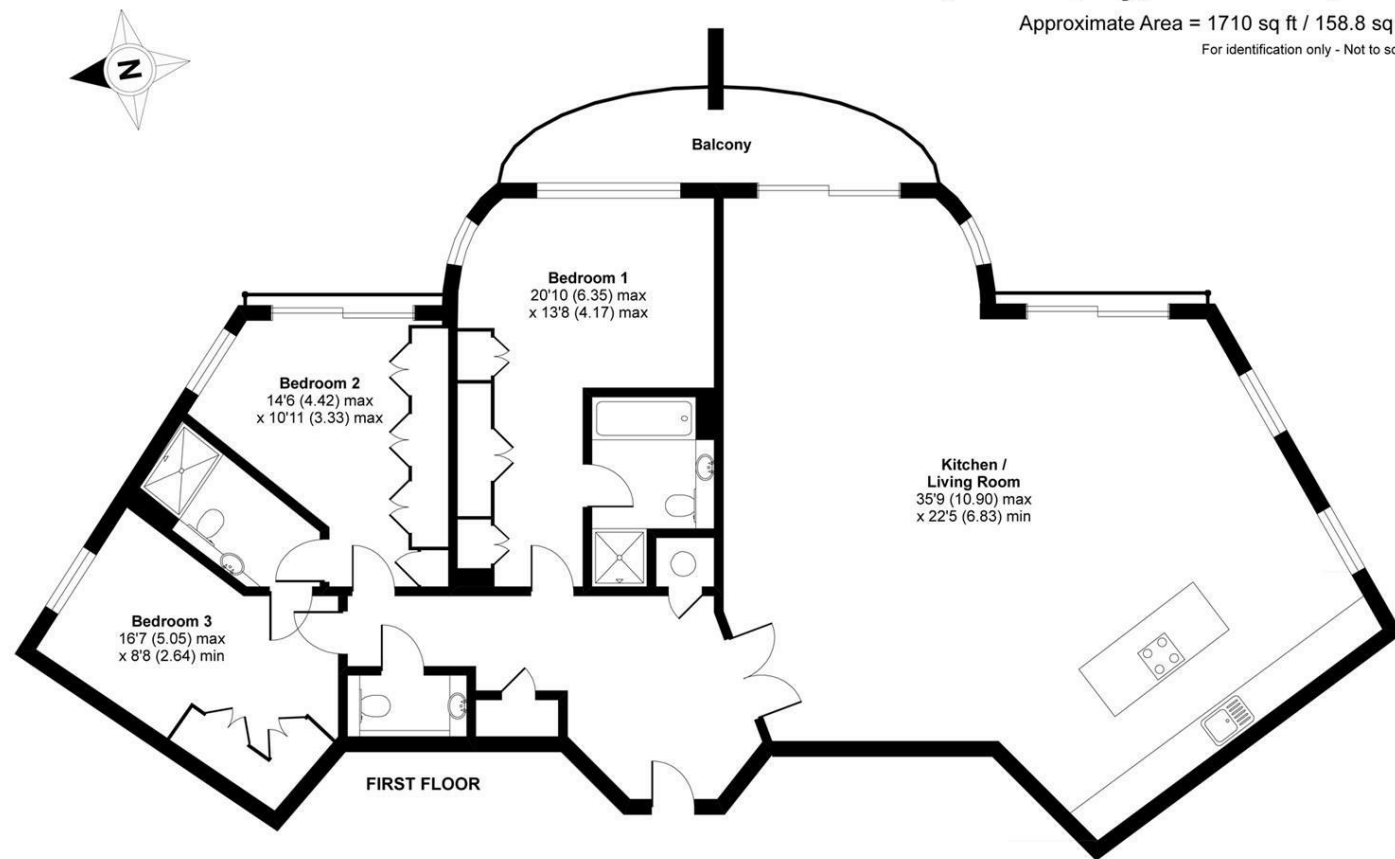 Approximate Area = 1710 sq ft / 158.8 sq
For identification only - Not to sc
N
Balcony
Bedroom 1
20'10 (6.35) max
x 13'8 (4.17) max
Bedroom 2
14'6 (4.42) max
x 10'11 (3.33) max
Kitchen /
Living Room
35'9 (10.90) max
x 22'5 (6.83) min
Bedroom 3
16'7 (5.05) max
x 8'8 (2.64) min
FIRST FLOOR